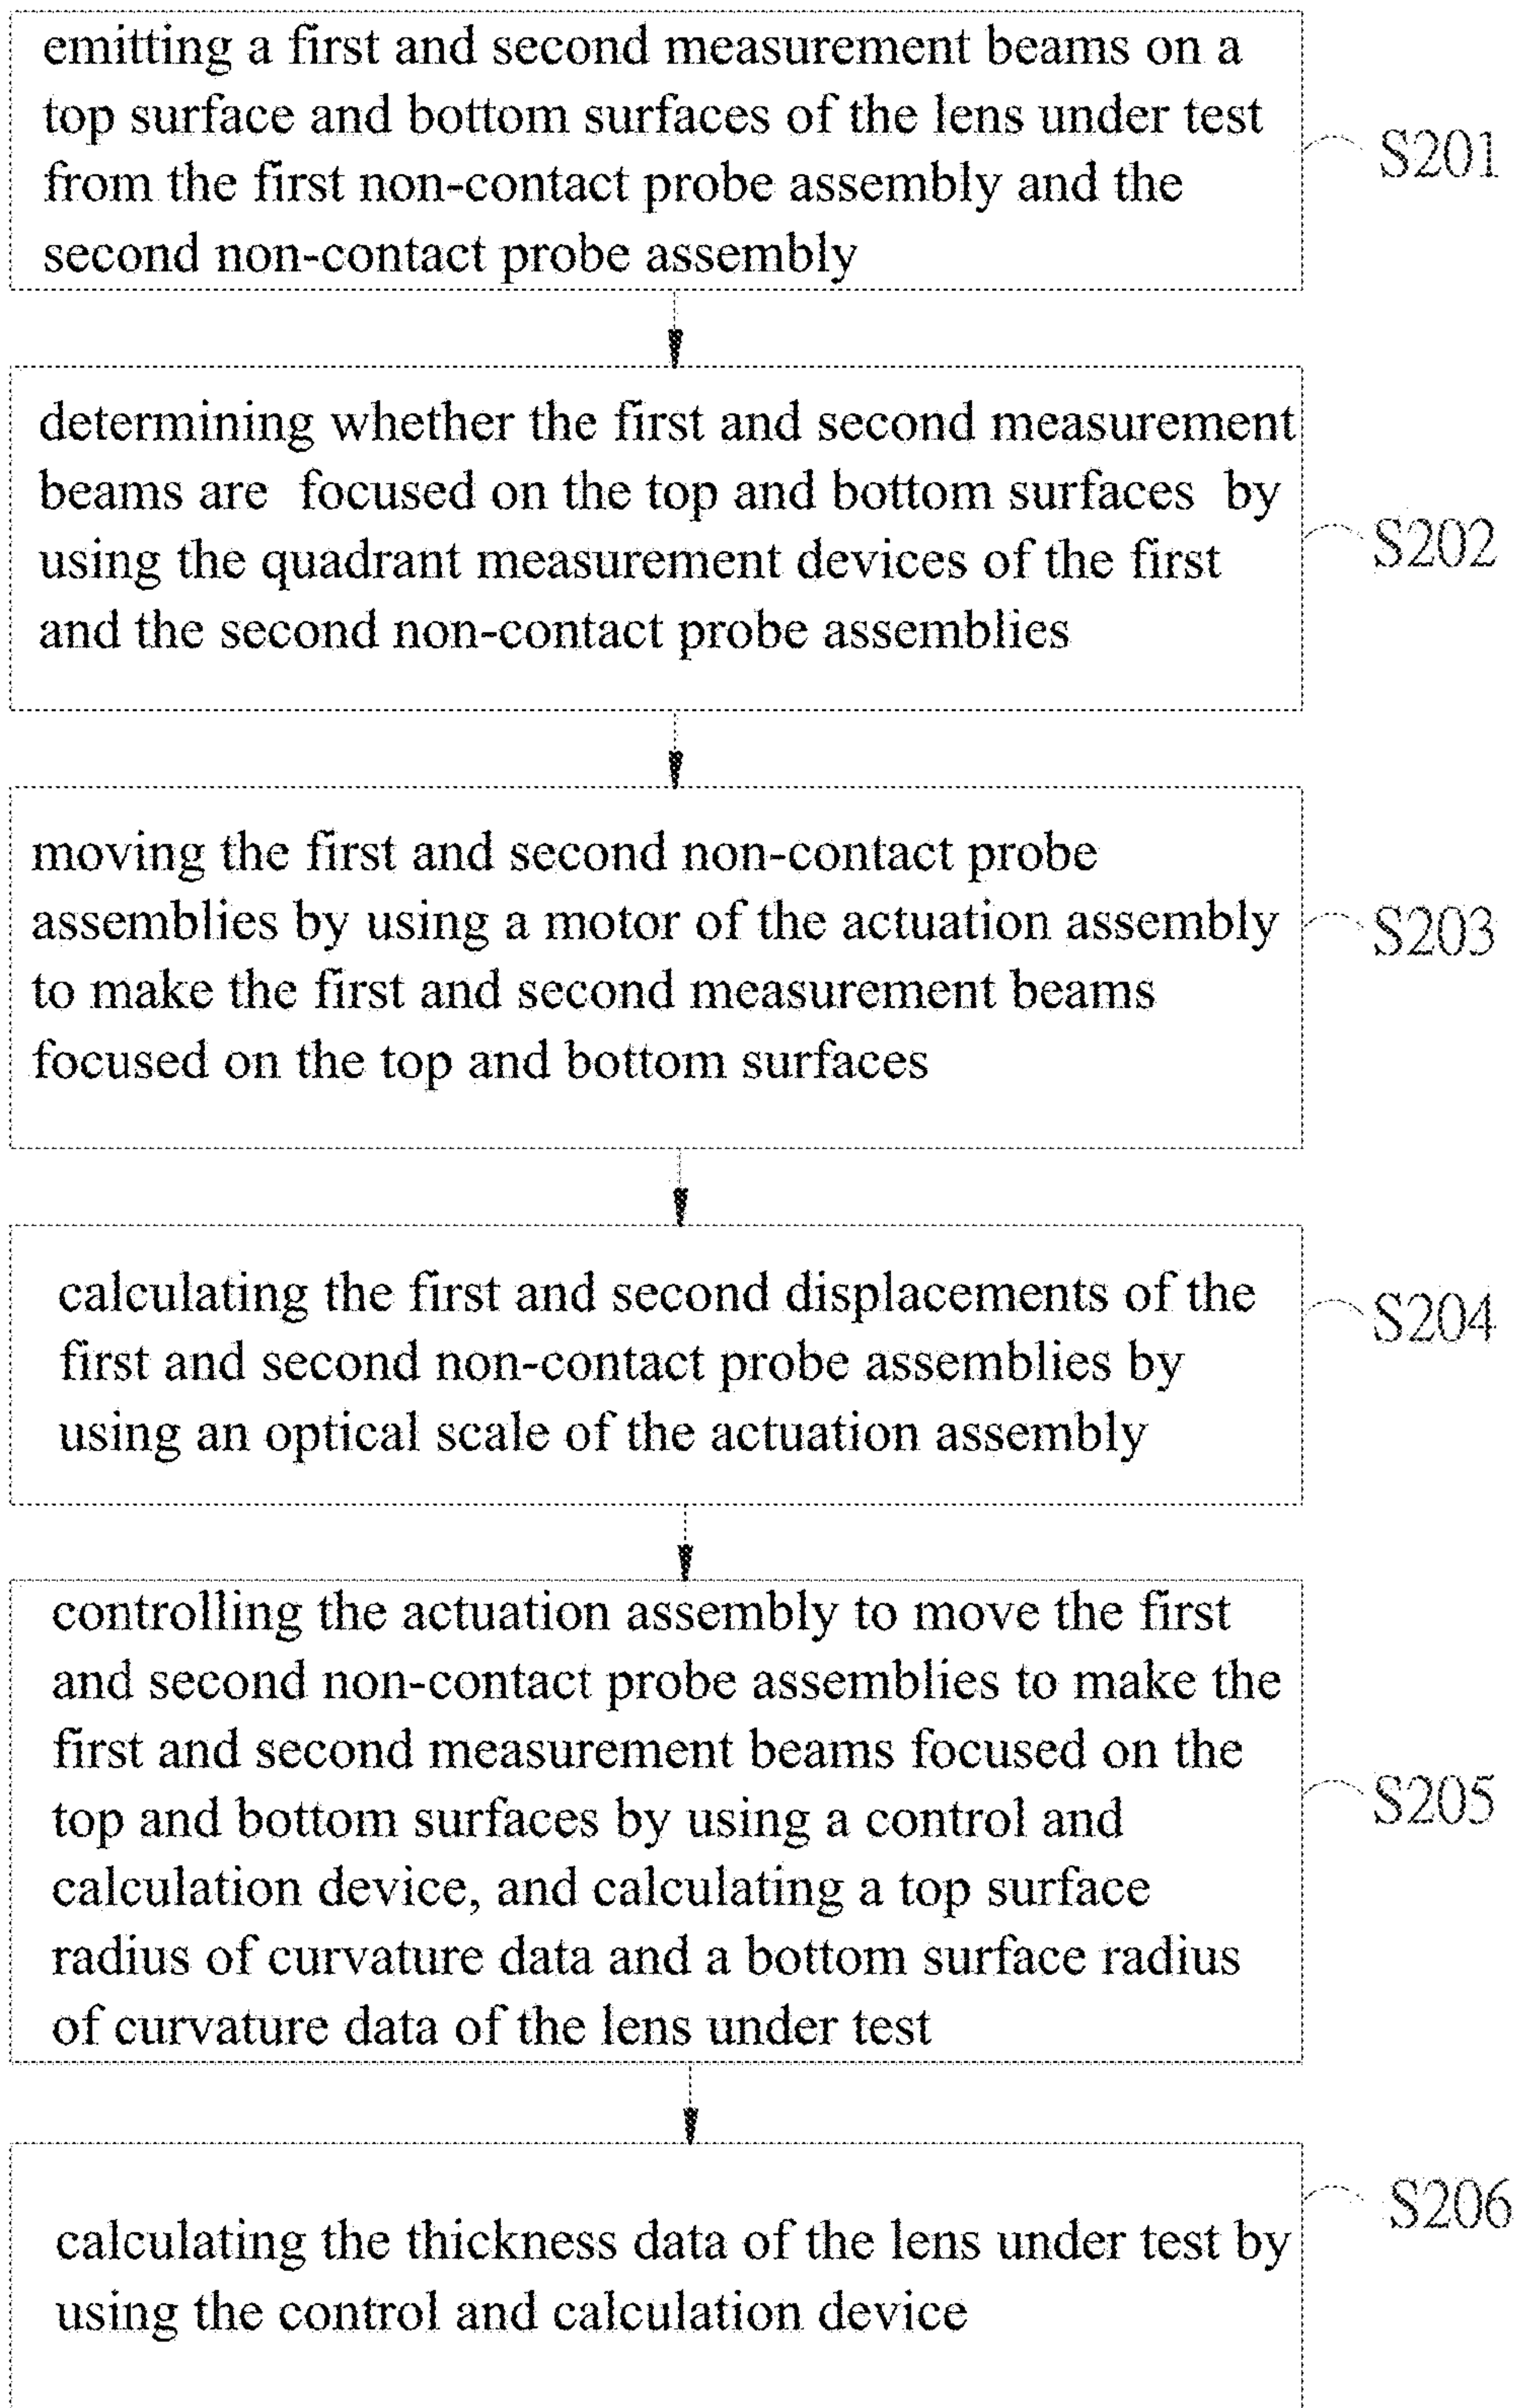 emitting a first and second measurement beams on a
top surface and bottom surfaces of the lens under test
from the first non-contact probe assembly and the
second non-contact probe assembly
S201
determining whether the first and second measurement
beams are focused on the top and bottom surfaces by
using the quadrant measurement devices of the first
and the second non-contact probe assemblies
S202
moving the first and second non-contact probe
assemblies by using a motor of the actuation assembly
to make the first and second measurement beams
focused on the top and bottom surfaces
S203
calculating the first and second displacements of the
first and second non-contact probe assemblies by
using an optical scale of the actuation assembly
S204
controlling the actuation assembly to move the first
and second non-contact probe assemblies to make the
first and second measurement beams focused on the
top and bottom surfaces by using a control and
calculation device, and calculating a top surface
radius of curvature data and a bottom surface radius
of curvature data of the lens under test
S205
calculating the thickness data of the lens under test by
using the control and calculation device
S206